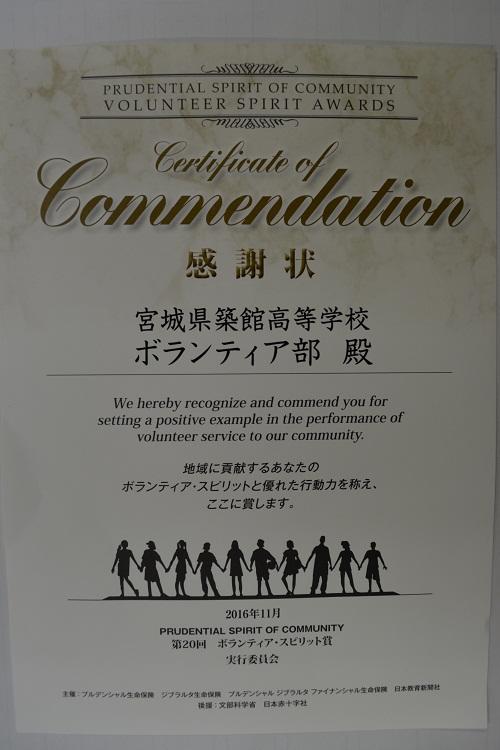 PRUDENTIAL SPIRIT OF COMMUNITY
VOLUNTEER SPIRIT AWARDS
Certificate of
Commendation
感謝状
宮城県築館高等学校
ボランティア部 殿
We hereby recognize and commend you for
setting a positive example in the performance of
volunteer service to our community.
地域に貢献するあなたの
ボランティア・スピリットと優れた行動力を称え、
ここに賞します。
2016年11月
PRUDENTIAL SPIRIT OF COMMUNITY
第20回 ボランティア・スピリット賞
実行委員会
主催：プルデンシャル生命保険 ジブラルタ生命保険 プルデンシャル ジブラルタ ファイナンシャル生命保険 日本教育新聞社
後援：文部科学省 日本赤十字社